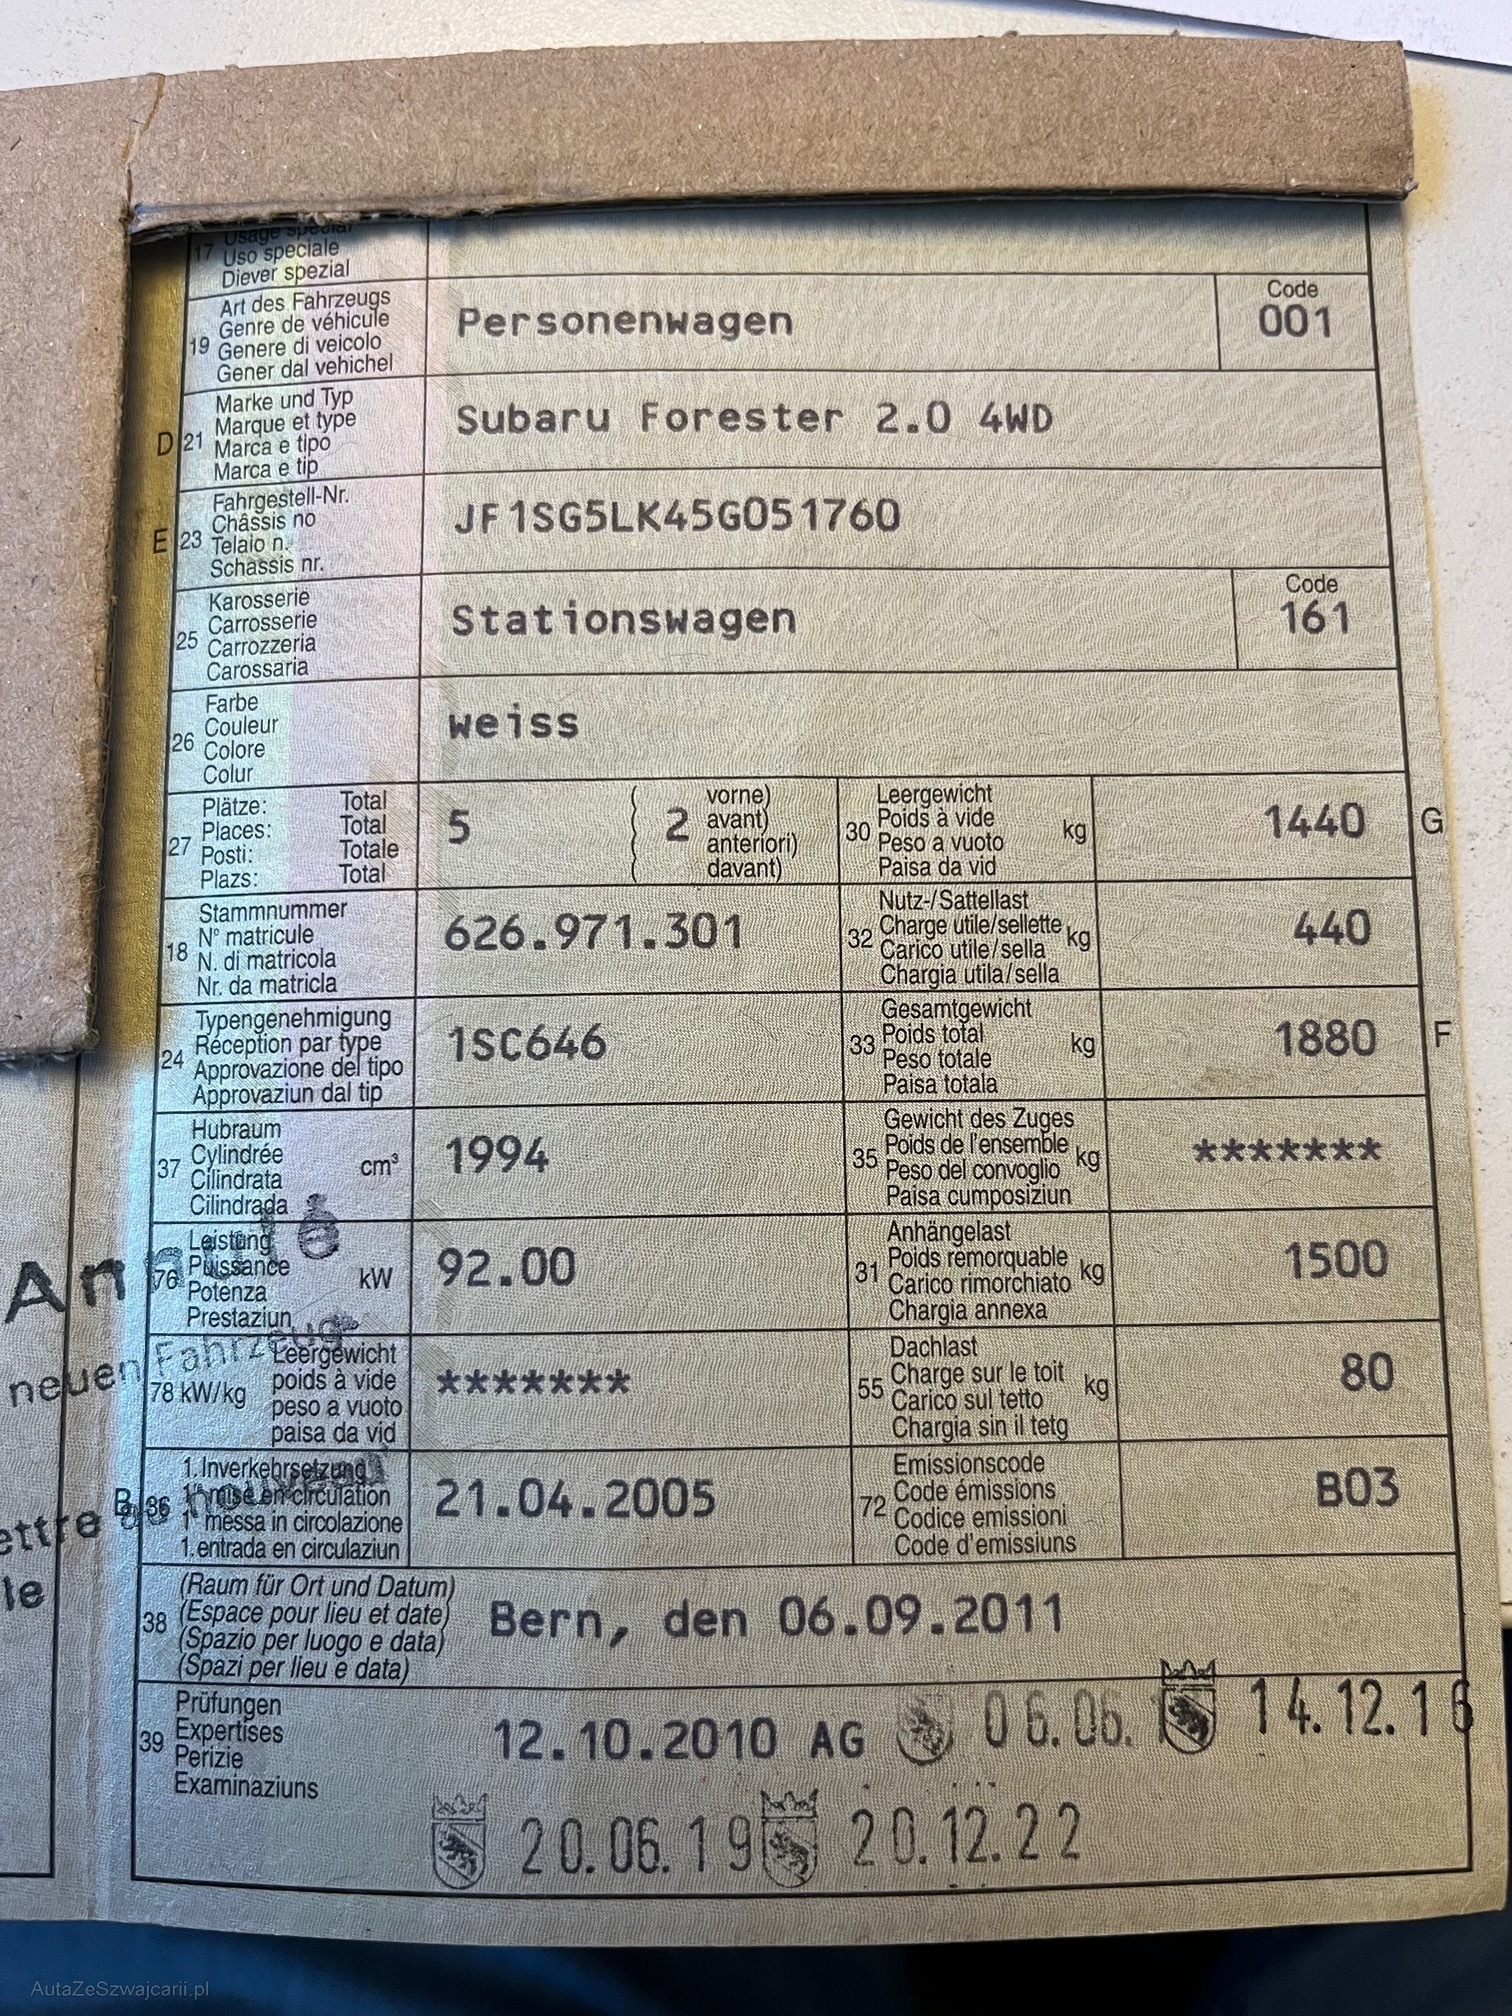 17 Usage special
Uso speciale
Diever spezial
19 Art des Fahrzeugs
Genre de véhicule
Genere di veicolo
Gener dal vehichel
Personenwagen
Code
001
D 21 Marke und Typ
Marque et type
Marca e tipo
Marca e tip
Subaru Forester 2.0 4WD
E 23 Fahrgestell-Nr.
Châssis no
Telaio n.
Schassis nr.
JF1SG5LK45G051760
25 Karosserie
Carrosserie
Carrozzeria
Carossaria
Stationswagen
Code
161
26 Farbe
Couleur
Colore
Colur
weiss
27 Plätze: Total
Places: Total
Posti: Totale
Plazs: Total
5 ( 2 vorne)
( avant)
( anteriori)
( davant)
30 Leergewicht
Poids à vide
Peso a vuoto
Paisa da vid
kg
1440 G
18 Stammnummer
N° matricule
N. di matricola
Nr. da matricla
626.971.301
32 Nutz-/Sattellast
Charge utile/sellette
Carico utile/sella
Chargia utila/sella
kg
440
24 Typengenehmigung
Réception par type
Approvazione del tipo
Approvaziun dal tip
1SC646
33 Gesamtgewicht
Poids total
Peso totale
Paisa totala
kg
1880 F
37 Hubraum
Cylindrée
Cilindrata
Cilindrada
cm³
1994
35 Gewicht des Zuges
Poids de l'ensemble
Peso del convoglio
Paisa cumposiziun
kg
*******
76 Leistung
Puissance
Potenza
Prestaziun
kW
92.00
31 Anhängelast
Poids remorquable
Carico rimorchiato
Chargia annexa
kg
1500
78 kW/kg Leergewicht
poids à vide
peso a vuoto
paisa da vid
*******
55 Dachlast
Charge sur le toit
Carico sul tetto
Chargia sin il tetg
kg
80
B 36 1. Inverkehrsetzung
1re mise en circulation
1a messa in circolazione
1. entrada en circulaziun
21.04.2005
72 Emissionscode
Code émissions
Codice emissioni
Code d'emissiuns
B03
38 (Raum für Ort und Datum)
(Espace pour lieu et date)
(Spazio per luogo e data)
(Spazi per lieu e data)
Bern, den 06.09.2011
39 Prüfungen
Expertises
Perizie
Examinaziuns
12.10.2010 AG 06.06. 14.12.16
20.06.19 20.12.22
Annulé
neuen Fahrzeug
nouveau
le
AutaZeSzwajcarii.pl